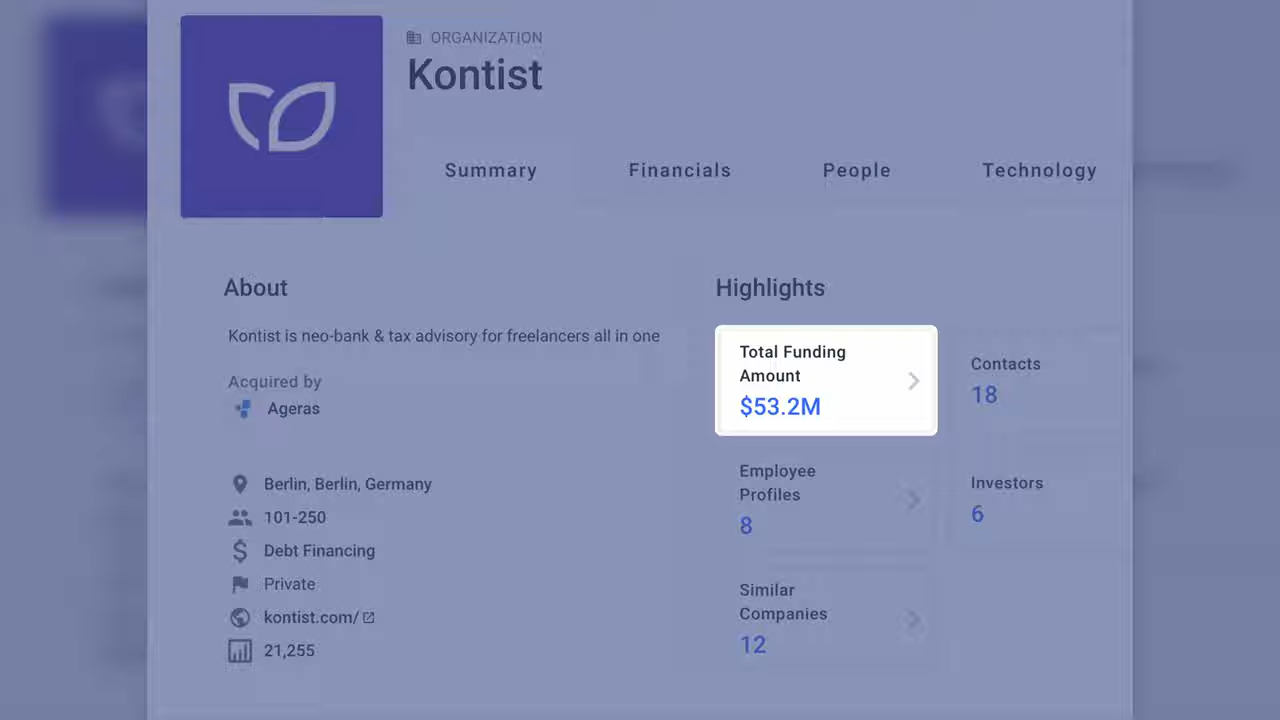 ORGANIZATION
Kontist
Summary
Financials
People
Technology
About
Kontist is neo-bank & tax advisory for freelancers all in one
Acquired by
Ageras
Berlin, Berlin, Germany
101-250
Debt Financing
Private
kontist.com/
21,255
Highlights
Total Funding
Amount
$53.2M
Contacts
18
Employee
Profiles
8
Investors
6
Similar
Companies
12